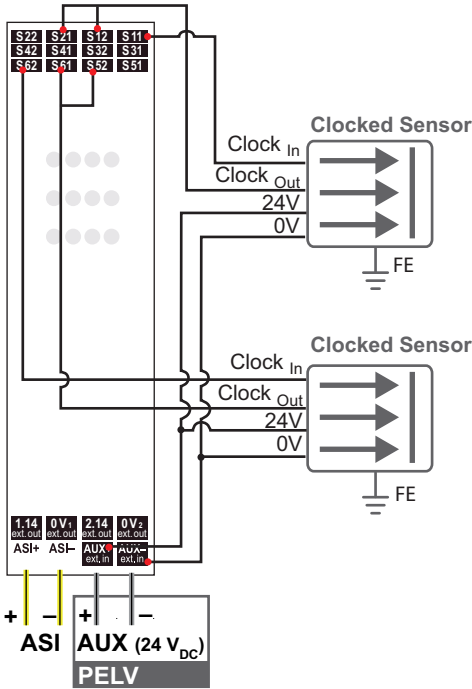 S22 S21 S12 S11
S42 S41 S32 S31
S62 S61 S52 S51
Clocked Sensor
Clock In
Clock Out
24V
0V
FE
Clocked Sensor
Clock In
Clock Out
24V
0V
FE
1.14 0V1 2.14 0V2
ext.out ext.out ext.out ext.out
ASI+ ASI– AUX+ AUX–
ext.in ext.in
+ – + –
ASI AUX (24 VDC)
PELV